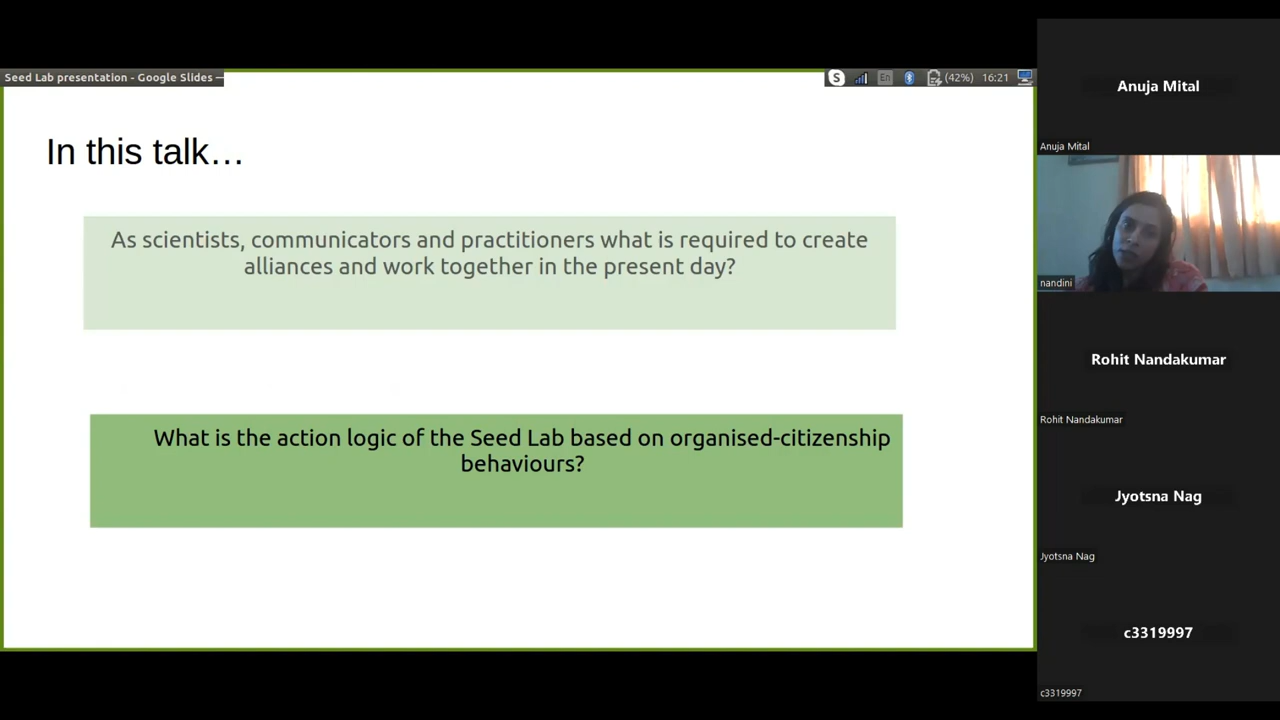 Seed Lab presentation - Google Slides —
S
En
(42%)
16:21
In this talk…
As scientists, communicators and practitioners what is required to create
alliances and work together in the present day?
What is the action logic of the Seed Lab based on organised-citizenship
behaviours?
Anuja Mital
Anuja Mital
nandini
Rohit Nandakumar
Rohit Nandakumar
Jyotsna Nag
Jyotsna Nag
c3319997
c3319997